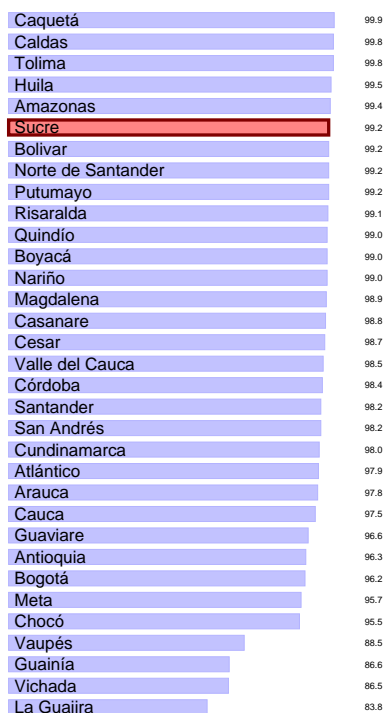 Caquetá 99.9
Caldas 99.8
Tolima 99.8
Huila 99.5
Amazonas 99.4
Sucre 99.2
Bolivar 99.2
Norte de Santander 99.2
Putumayo 99.2
Risaralda 99.1
Quindío 99.0
Boyacá 99.0
Nariño 99.0
Magdalena 98.9
Casanare 98.8
Cesar 98.7
Valle del Cauca 98.5
Córdoba 98.4
Santander 98.2
San Andrés 98.2
Cundinamarca 98.0
Atlántico 97.9
Arauca 97.8
Cauca 97.5
Guaviare 96.6
Antioquia 96.3
Bogotá 96.2
Meta 95.7
Chocó 95.5
Vaupés 88.5
Guainía 86.6
Vichada 86.5
La Guajira 83.8